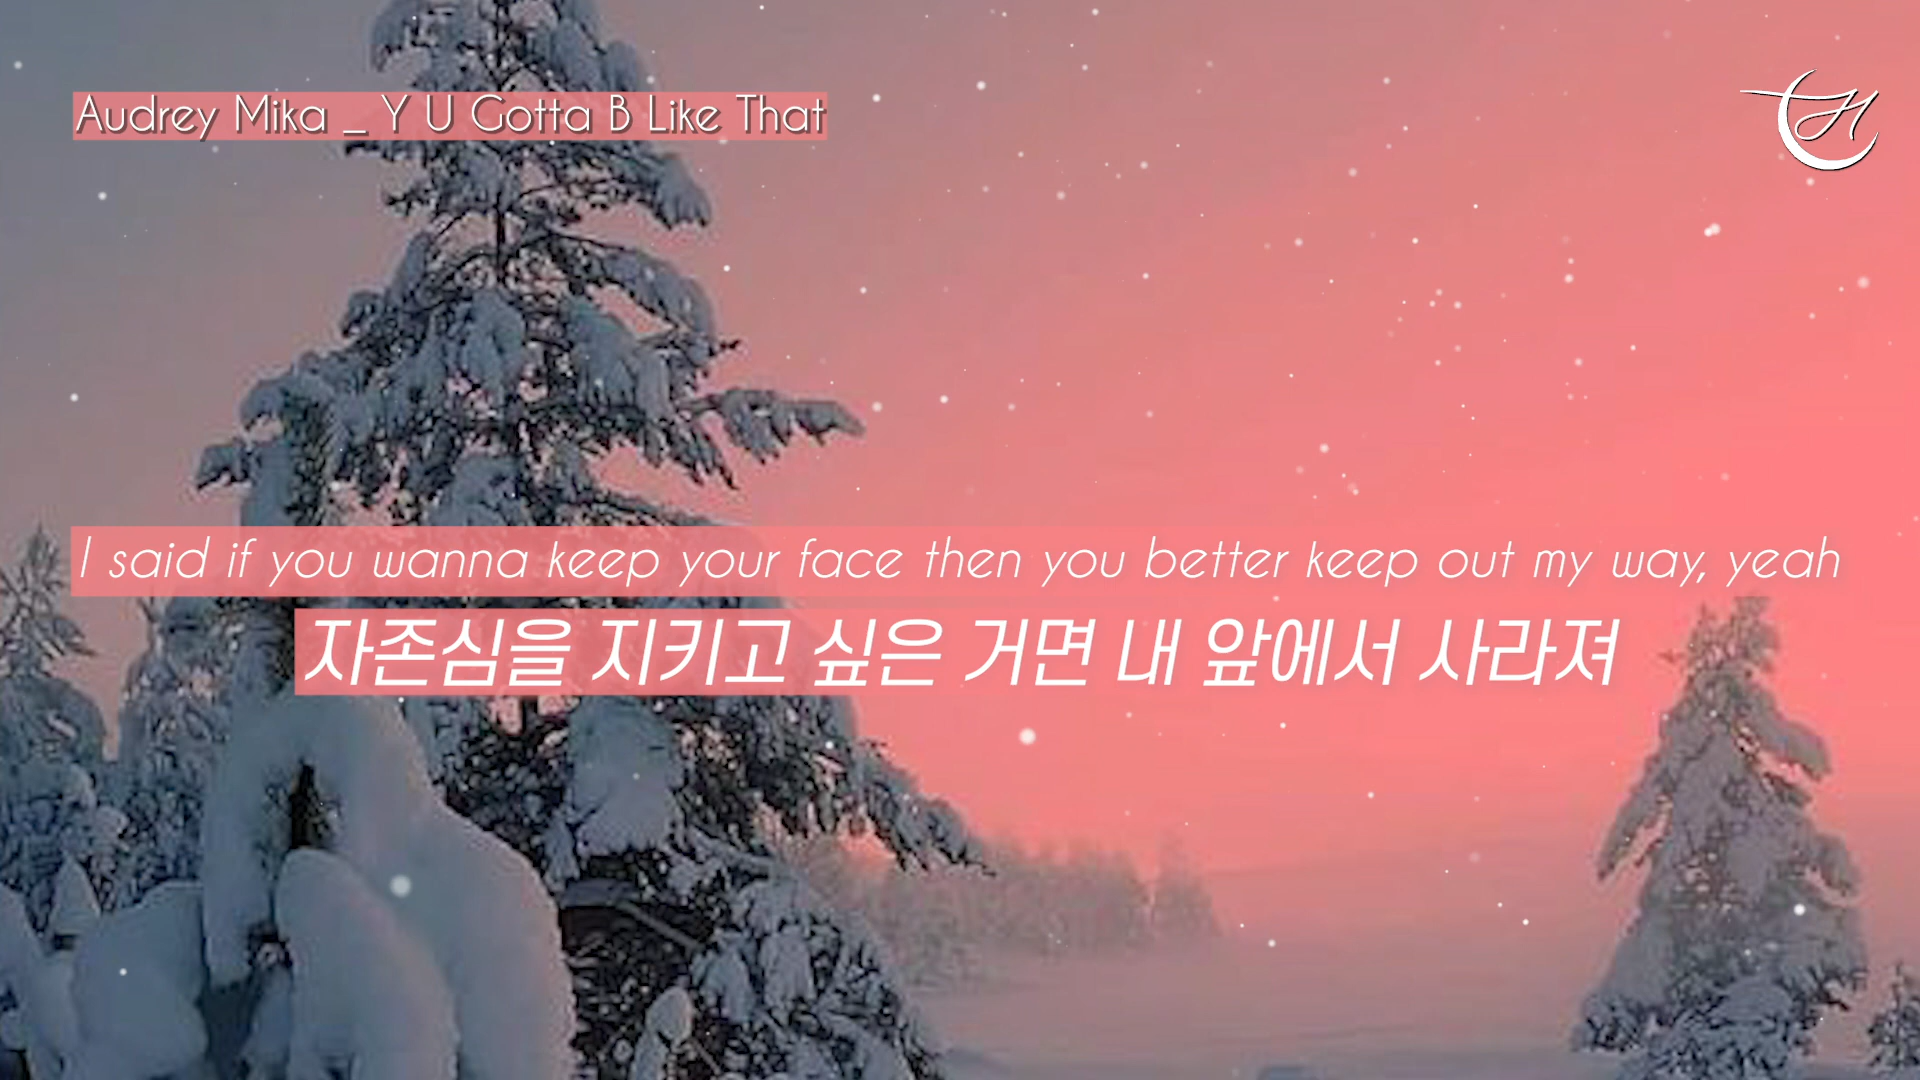 Audrey Mika _ Y U Gotta B Like That
I said if you wanna keep your face then you better keep out my way, yeah
자존심을 지키고 싶은 거면 내 앞에서 사라져